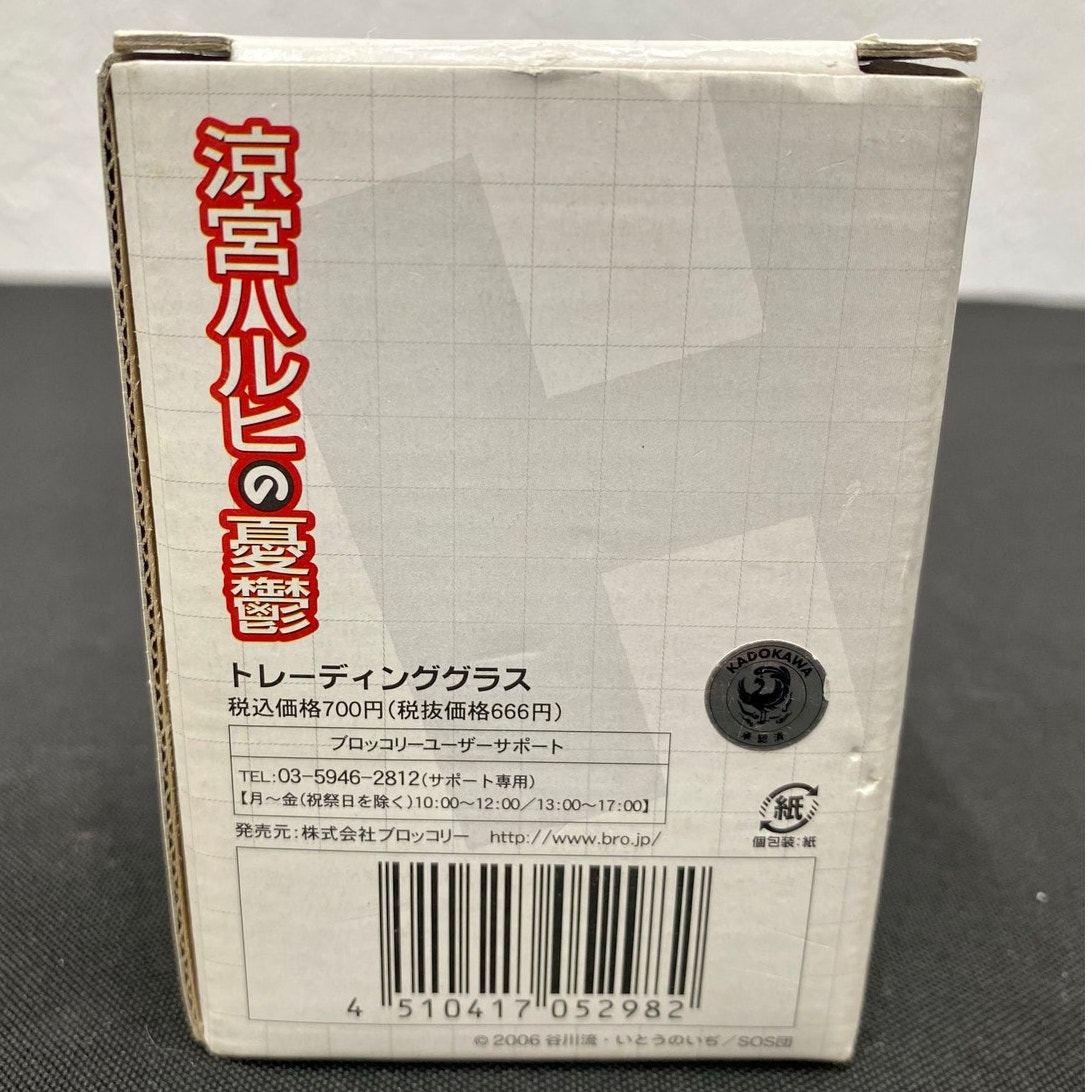 涼宮ハルヒの憂鬱
トレーディンググラス
税込価格700円(税抜価格666円)
ブロッコリーユーザーサポート
TEL:03-5946-2812(サポート専用)
【月～金(祝祭日を除く)10:00～12:00/13:00～17:00】
発売元:株式会社ブロッコリー http://www.bro.jp/
KADOKAWA
承認済
紙
個包装:紙
4 510417 052982
© 2006 谷川流・いとうのいぢ/SOS団